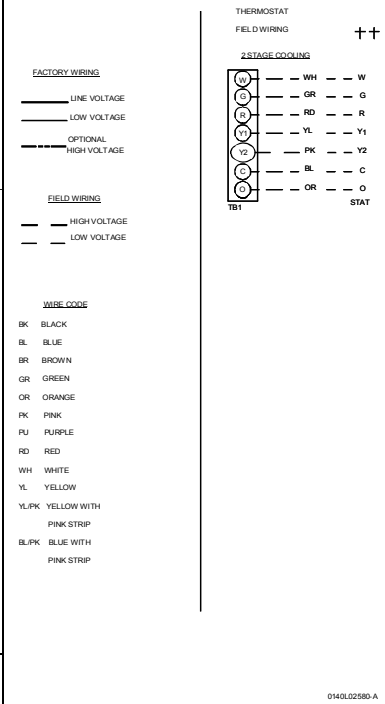 FACTORY WIRING
LINE VOLTAGE
LOW VOLTAGE
OPTIONAL
HIGH VOLTAGE
FIELD WIRING
HIGH VOLTAGE
LOW VOLTAGE
WIRE CODE
BK BLACK
BL BLUE
BR BROWN
GR GREEN
OR ORANGE
PK PINK
PU PURPLE
RD RED
WH WHITE
YL YELLOW
YL/PK YELLOW WITH
PINK STRIP
BL/PK BLUE WITH
PINK STRIP
THERMOSTAT
FIELD WIRING ††
2 STAGE COOLING
W WH W
G GR G
R RD R
Y1 YL Y1
Y2 PK Y2
C BL C
O OR O
TB1 STAT
0140L02580-A